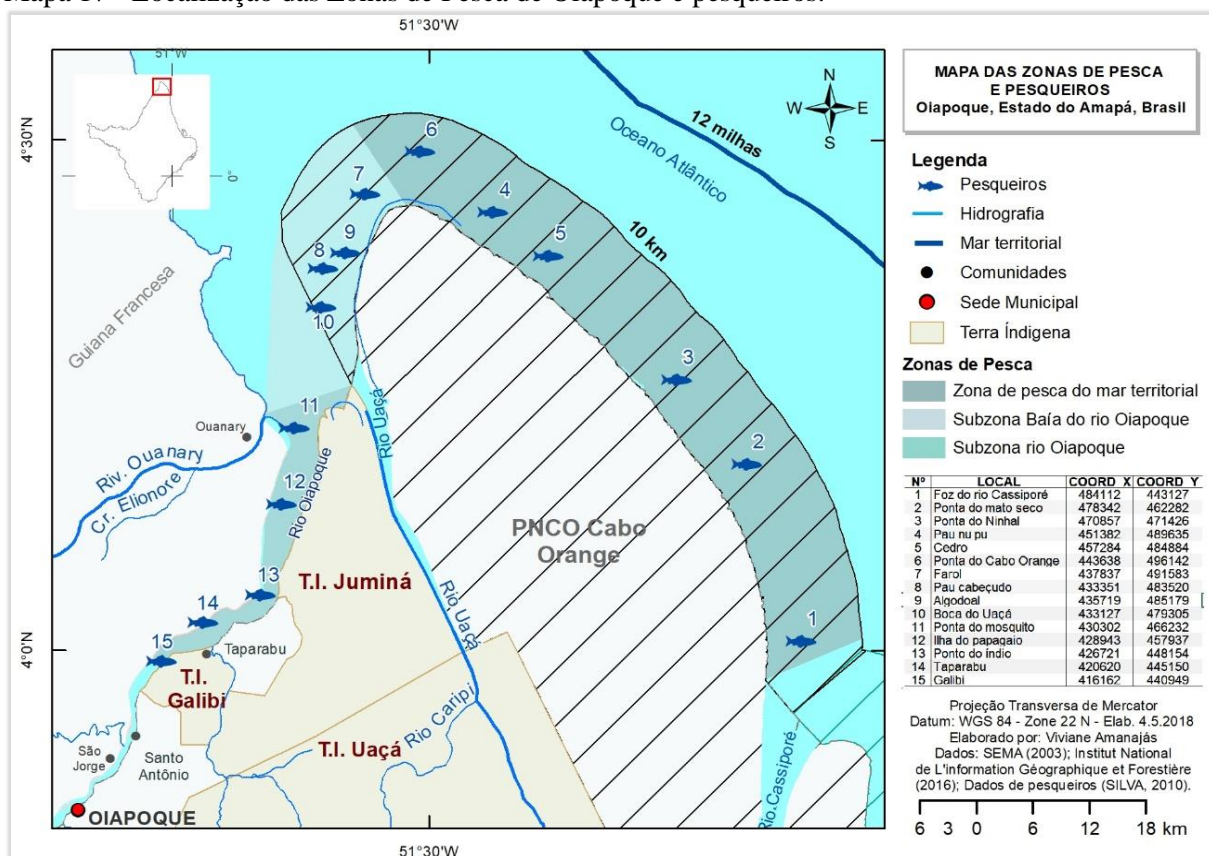 Mapa – Localização das Zonas de Pesca de Oiapoque e pesqueiros.
51°30'W
51°W
0°
4°30'N
4°0'N
N
W E
S
12 milhas
Oceano Atlântico
10 km
6
7
4
5
9
8
10
3
2
1
11
12
13
14
15
Guiana Francesa
Ouanary
Riv. Ouanary
Cr. Elionore
Rio Oiapoque
Rio Uaçá
PNCO Cabo
Orange
T.I. Juminá
Rio Uaçá
Taparabu
T.I.
Galibi
T.I. Uaçá
Rio Caripi
Rio.Cassiporé
São
Jorge
Santo
Antônio
OIAPOQUE
51°30'W
MAPA DAS ZONAS DE PESCA
E PESQUEIROS
Oiapoque, Estado do Amapá, Brasil
Legenda
Pesqueiros
Hidrografia
Mar territorial
Comunidades
Sede Municipal
Terra Índigena
Zonas de Pesca
Zona de pesca do mar territorial
Subzona Baía do rio Oiapoque
Subzona rio Oiapoque
Nº LOCAL COORD_X COORD_Y
1 Foz do rio Cassiporé 484112 443127
2 Ponta do mato seco 478342 462282
3 Ponta do Ninhal 470857 471426
4 Pau nu pu 451382 489635
5 Cedro 457284 484884
6 Ponta do Cabo Orange 443638 496142
7 Farol 437837 491583
8 Pau cabeçudo 433351 483520
9 Algodoal 435719 485179
10 Boca do Uaçá 433127 479305
11 Ponta do mosquito 430302 466232
12 Ilha do papagaio 428943 457937
13 Ponto do índio 426721 448154
14 Taparabu 420620 445150
15 Galibi 416162 440949
Projeção Transversa de Mercator
Datum: WGS 84 - Zone 22 N - Elab. 4.5.2018
Elaborado por: Viviane Amanajás
Dados: SEMA (2003); Institut National
de L'information Géographique et Forestière
(2016); Dados de pesqueiros (SILVA, 2010).
6 3 0 6 12 18 km